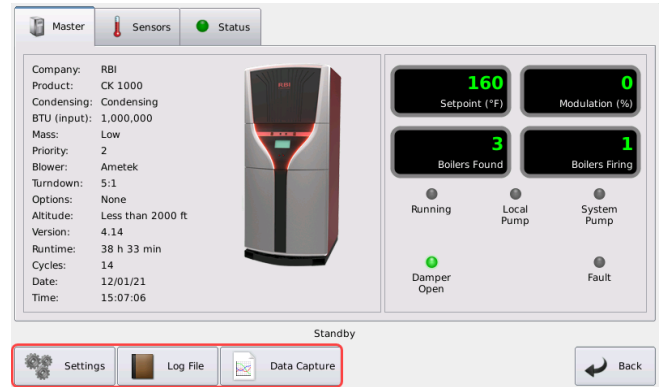 Master
Sensors
Status
Company: RBI
Product: CK 1000
Condensing: Condensing
BTU (input): 1,000,000
Mass: Low
Priority: 2
Blower: Ametek
Turndown: 5:1
Options: None
Altitude: Less than 2000 ft
Version: 4.14
Runtime: 38 h 33 min
Cycles: 14
Date: 12/01/21
Time: 15:07:06
RBI
160
Setpoint (°F)
0
Modulation (%)
3
Boilers Found
1
Boilers Firing
Running
Local
Pump
System
Pump
Damper
Open
Fault
Standby
Settings
Log File
Data Capture
Back